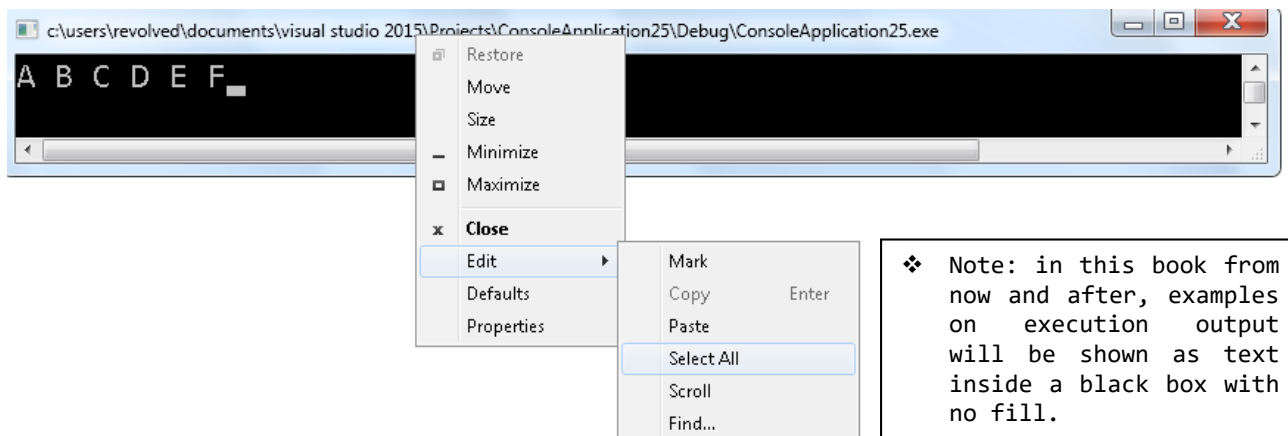 c:\users\revolved\documents\visual studio 2015\Projects\ConsoleApplication25\Debug\ConsoleApplication25.exe
A B C D E F_
Restore
Move
Size
Minimize
Maximize
x Close
Edit
Defaults
Properties
Mark
Copy Enter
Paste
Select All
Scroll
Find...
❖ Note: in this book from
now and after, examples
on execution output
will be shown as text
inside a black box with
no fill.